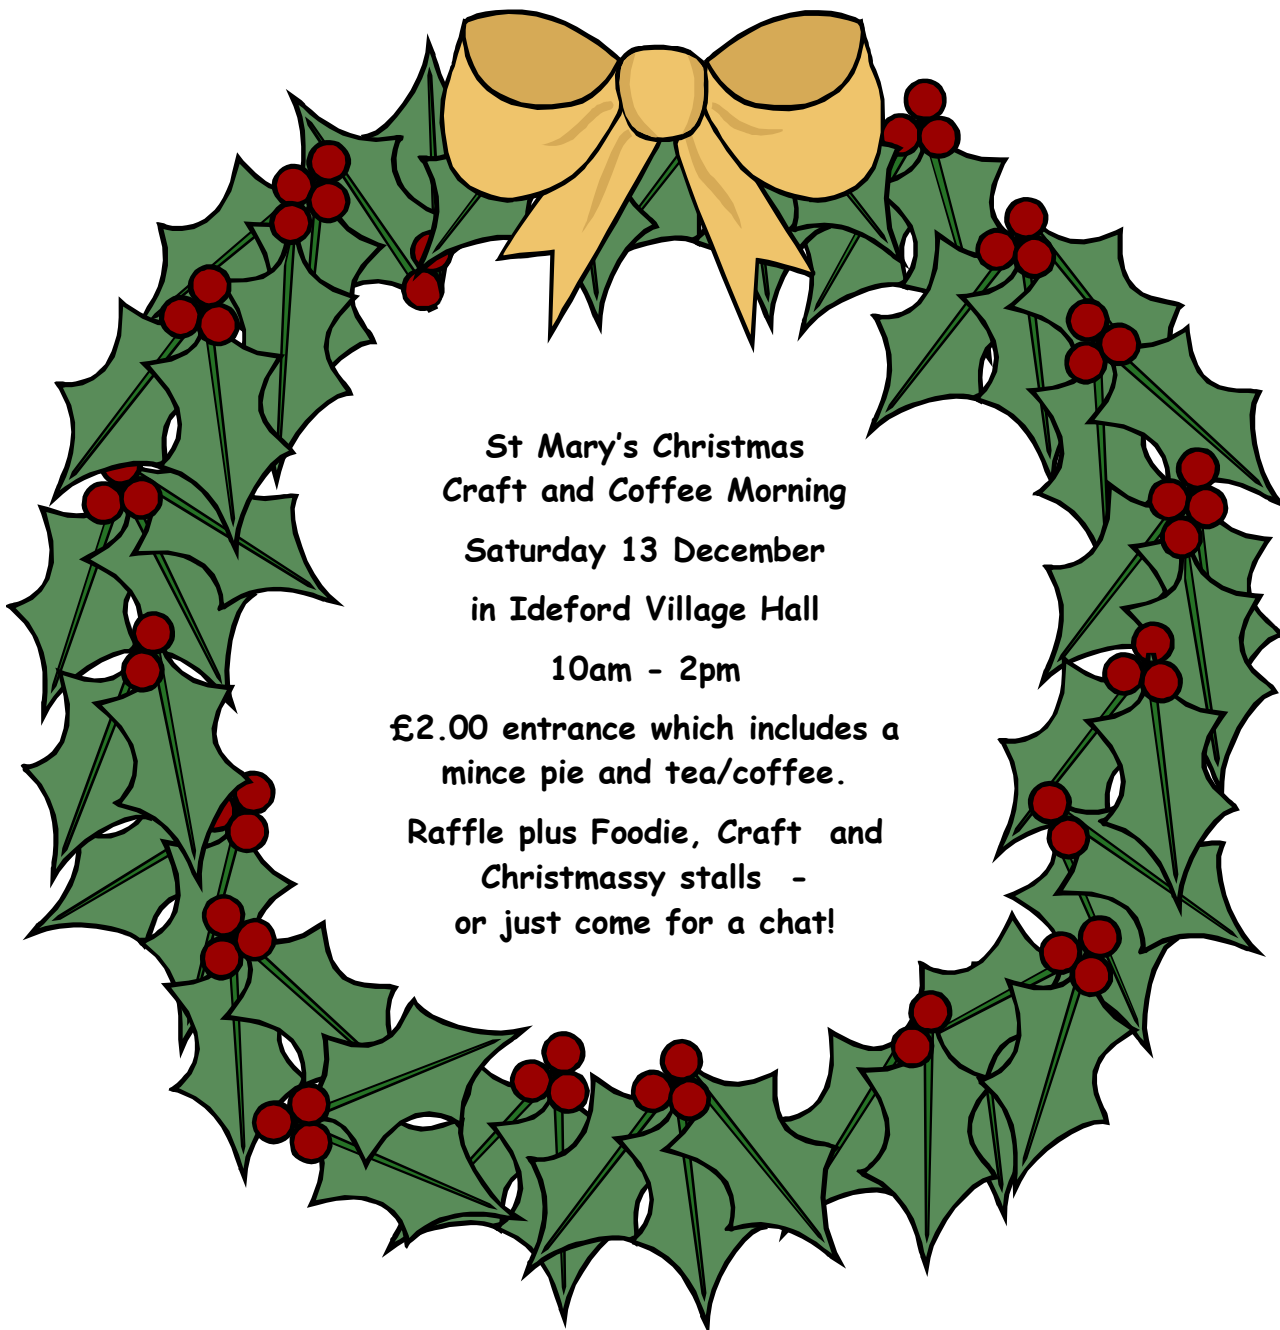 St Mary's Christmas
Craft and Coffee Morning
Saturday 13 December
in Ideford Village Hall
10am - 2pm
£2.00 entrance which includes a
mince pie and tea/coffee.
Raffle plus Foodie, Craft  and
Christmassy stalls  -
or just come for a chat!